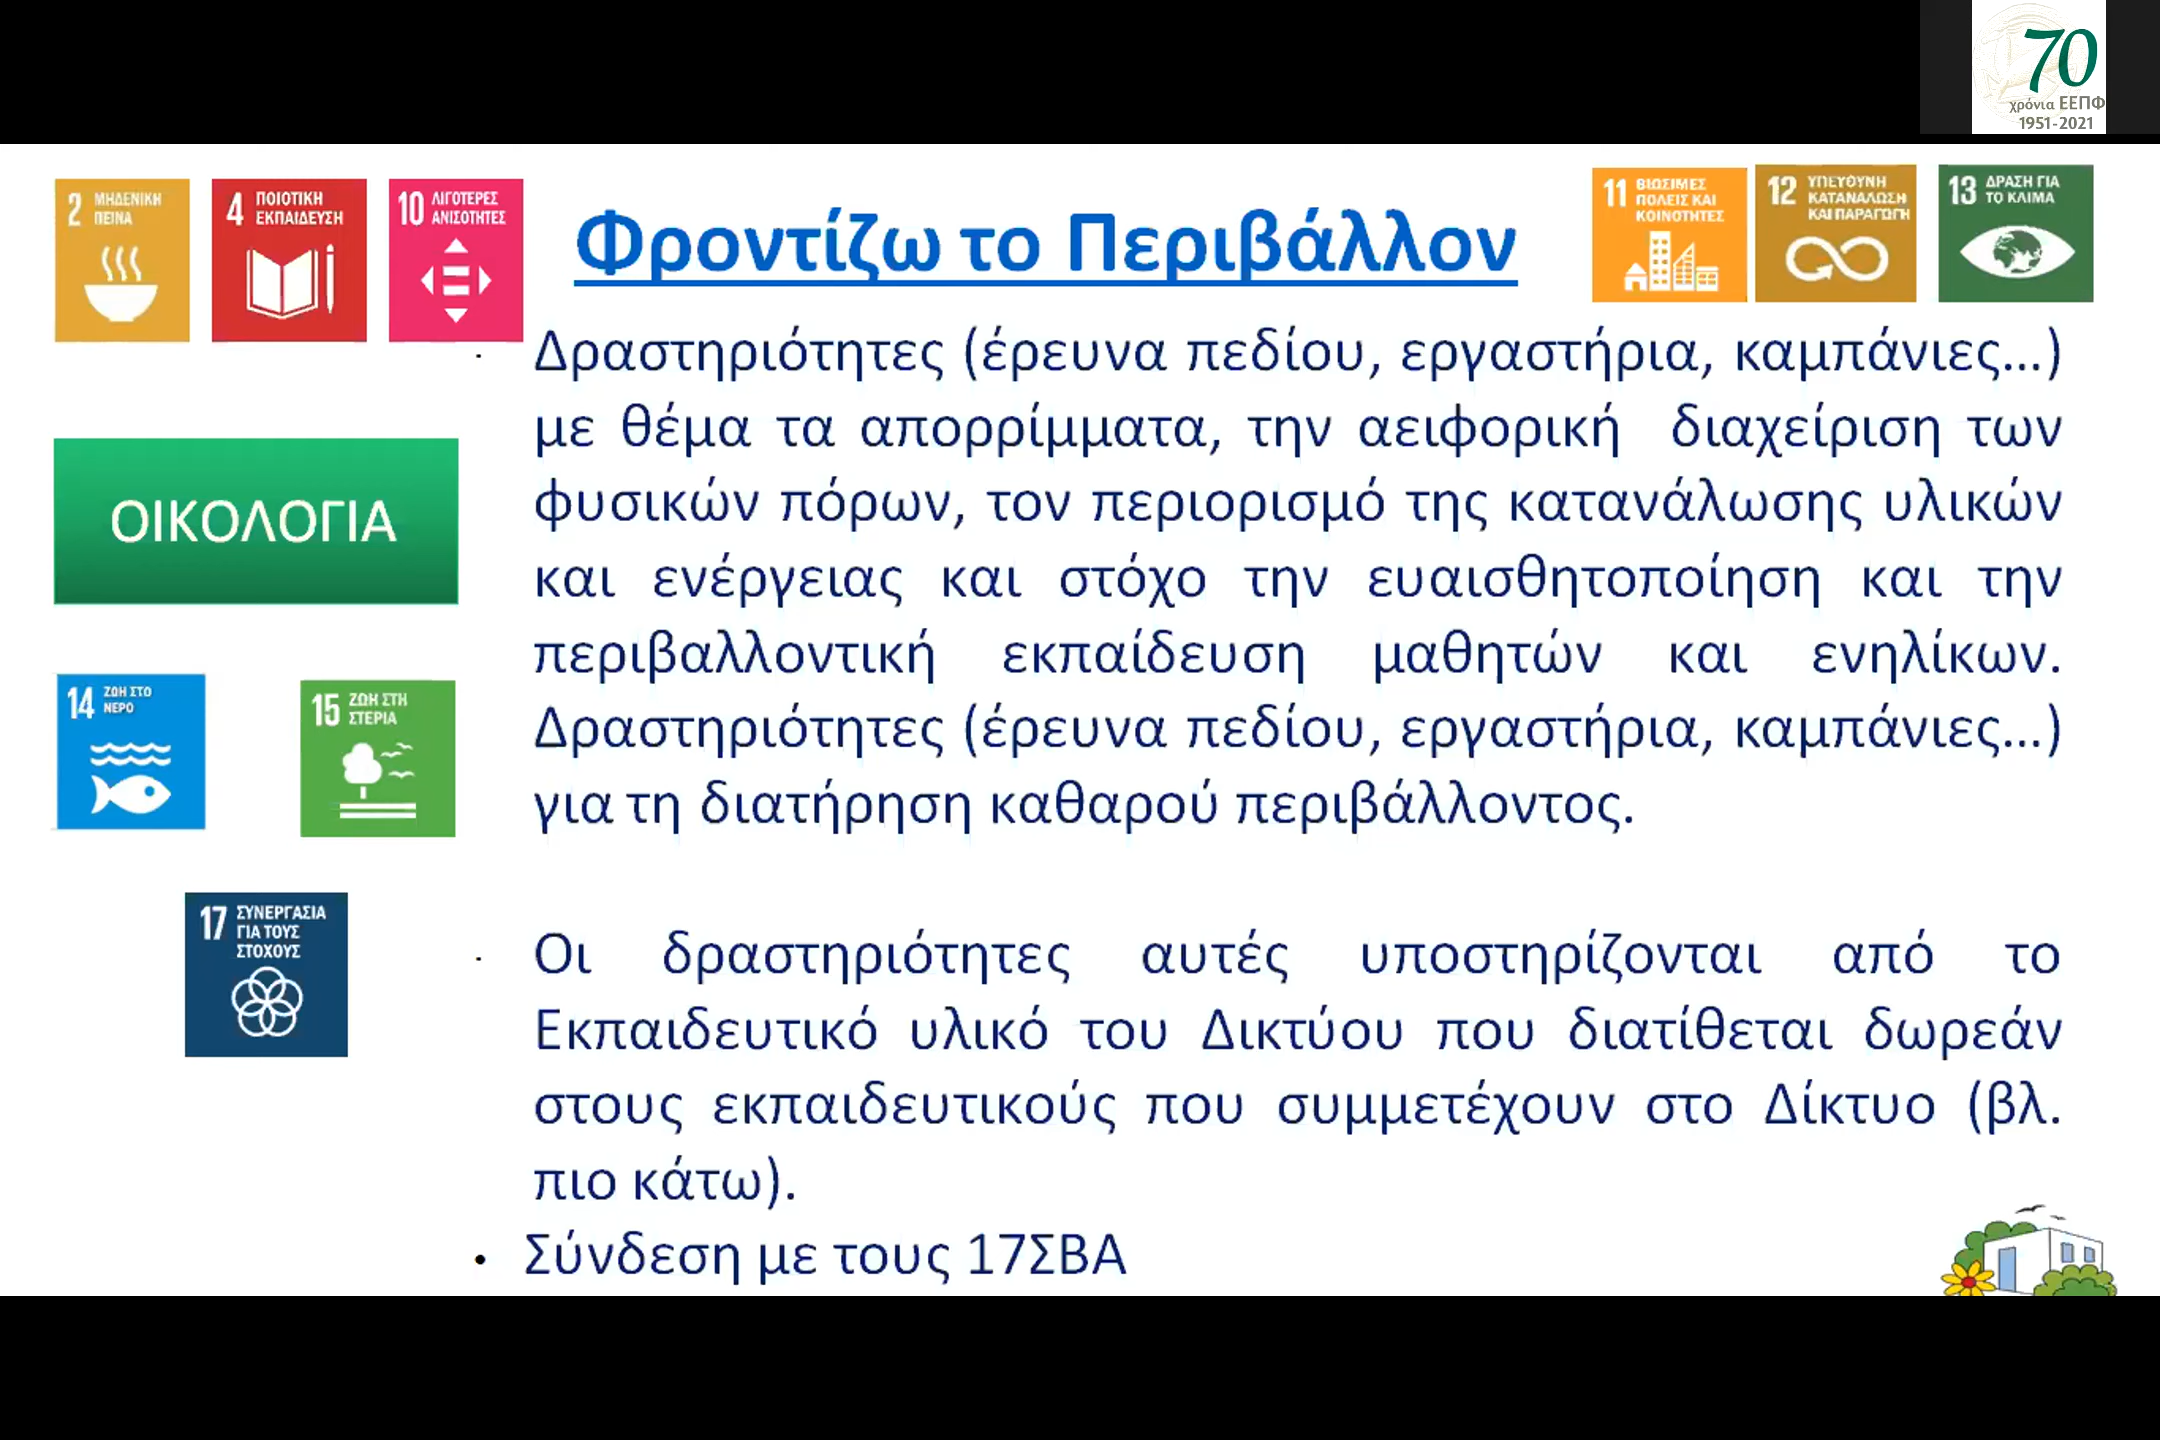 70
χρόνια ΕΕΠΦ
1951-2021
2 ΜΗΔΕΝΙΚΗ
ΠΕΙΝΑ
4 ΠΟΙΟΤΙΚΗ
ΕΚΠΑΙΔΕΥΣΗ
10 ΛΙΓΟΤΕΡΕΣ
ΑΝΙΣΟΤΗΤΕΣ
Φροντίζω το Περιβάλλον
11 ΒΙΩΣΙΜΕΣ
ΠΟΛΕΙΣ ΚΑΙ
ΚΟΙΝΟΤΗΤΕΣ
12 ΥΠΕΥΘΥΝΗ
ΚΑΤΑΝΑΛΩΣΗ
ΚΑΙ ΠΑΡΑΓΩΓΗ
13 ΔΡΑΣΗ ΓΙΑ
ΤΟ ΚΛΙΜΑ
ΟΙΚΟΛΟΓΙΑ
14 ΖΩΗ ΣΤΟ
ΝΕΡΟ
15 ΖΩΗ ΣΤΗ
ΣΤΕΡΙΑ
17 ΣΥΝΕΡΓΑΣΙΑ
ΓΙΑ ΤΟΥΣ
ΣΤΟΧΟΥΣ
· Δραστηριότητες (έρευνα πεδίου, εργαστήρια, καμπάνιες...)
με θέμα τα απορρίμματα, την αειφορική διαχείριση των
φυσικών πόρων, τον περιορισμό της κατανάλωσης υλικών
και ενέργειας και στόχο την ευαισθητοποίηση και την
περιβαλλοντική εκπαίδευση μαθητών και ενηλίκων.
Δραστηριότητες (έρευνα πεδίου, εργαστήρια, καμπάνιες...)
για τη διατήρηση καθαρού περιβάλλοντος.
· Οι δραστηριότητες αυτές υποστηρίζονται από το
Εκπαιδευτικό υλικό του Δικτύου που διατίθεται δωρεάν
στους εκπαιδευτικούς που συμμετέχουν στο Δίκτυο (βλ.
πιο κάτω).
• Σύνδεση με τους 17ΣΒΑ